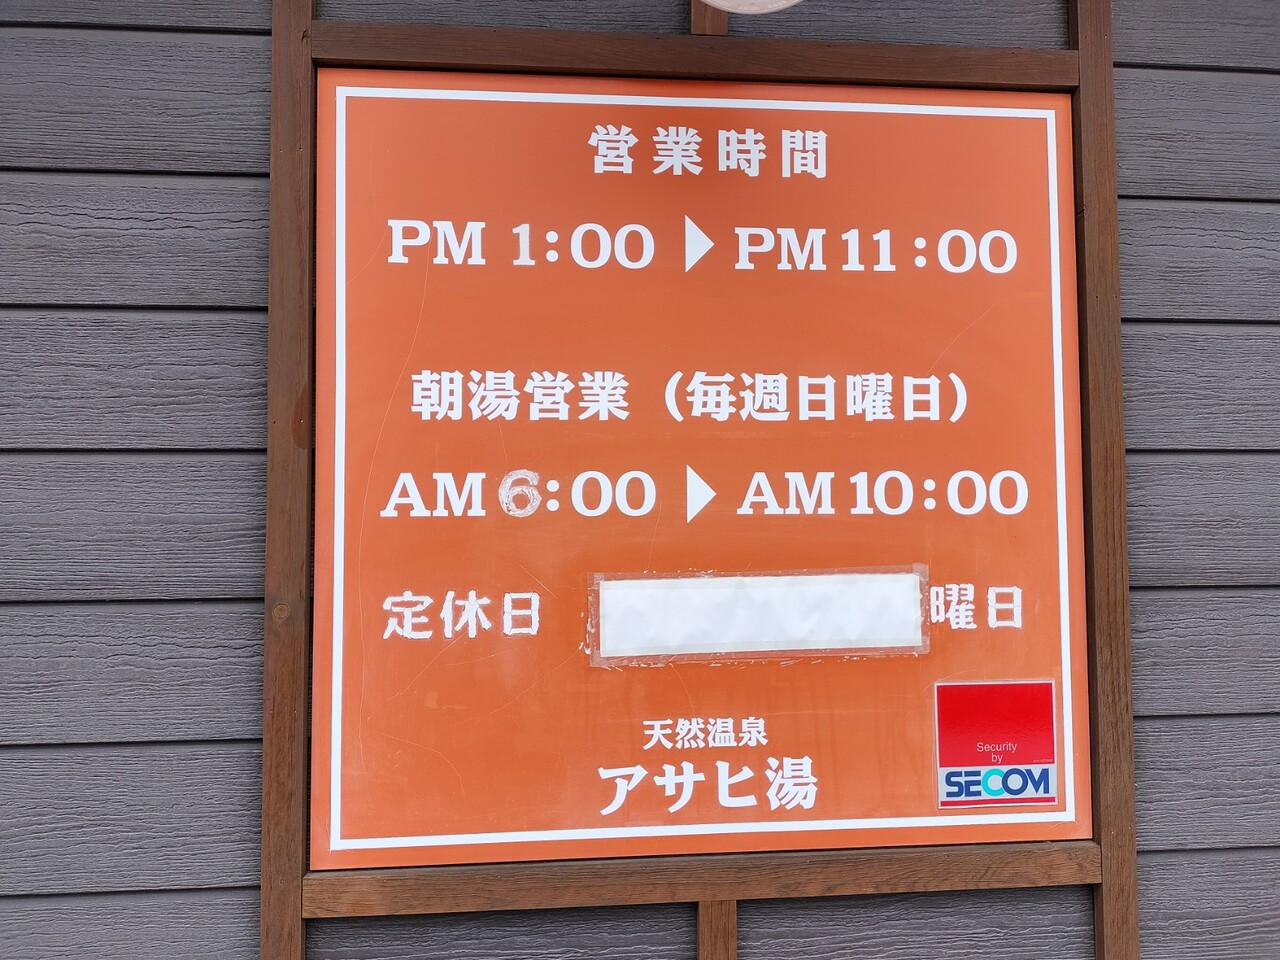 営業時間
PM 1:00 ▶ PM 11:00
朝湯営業（毎週日曜日）
AM 6:00 ▶ AM 10:00
定休日 曜日
天然温泉
アサヒ湯
Security
by
SECOM